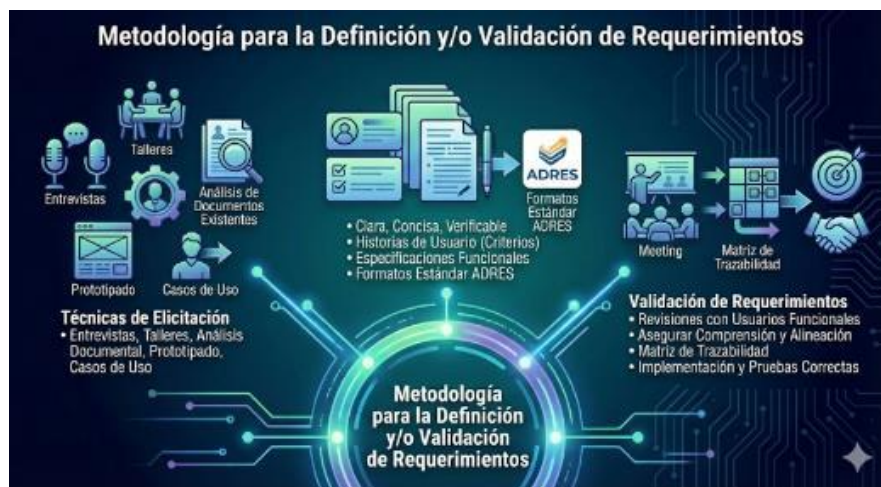 Metodología para la Definición y/o Validación de Requerimientos
Entrevistas
Talleres
Análisis de
Documentos
Existentes
Prototipado
Casos de Uso
Técnicas de Elicitación
• Entrevistas, Talleres, Análisis
Documental, Prototipado,
Casos de Uso
ADRES
Formatos
Estándar
ADRES
• Clara, Concisa, Verificable
• Historias de Usuario (Criterios)
• Especificaciones Funcionales
• Formatos Estándar ADRES
Meeting
Matriz de
Trazabilidad
Validación de Requerimientos
• Revisiones con Usuarios Funcionales
• Asegurar Comprensión y Alineación
• Matriz de Trazabilidad
• Implementación y Pruebas Correctas
Metodología
para la Definición
y/o Validación
de Requerimientos